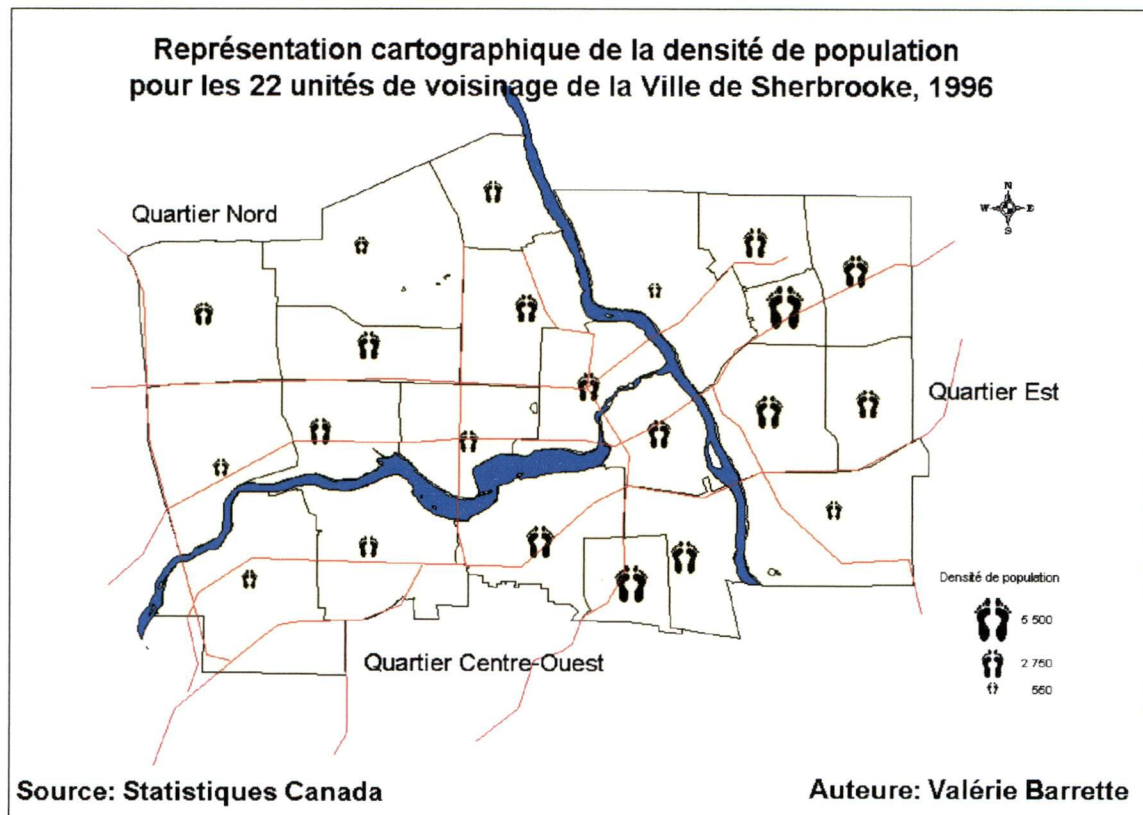 Représentation cartographique de la densité de population
pour les 22 unités de voisinage de la Ville de Sherbrooke, 1996
Quartier Nord
N
W E
S
Quartier Est
Densité de population
5 500
2 750
550
Quartier Centre-Ouest
Source: Statistiques Canada
Auteure: Valérie Barrette